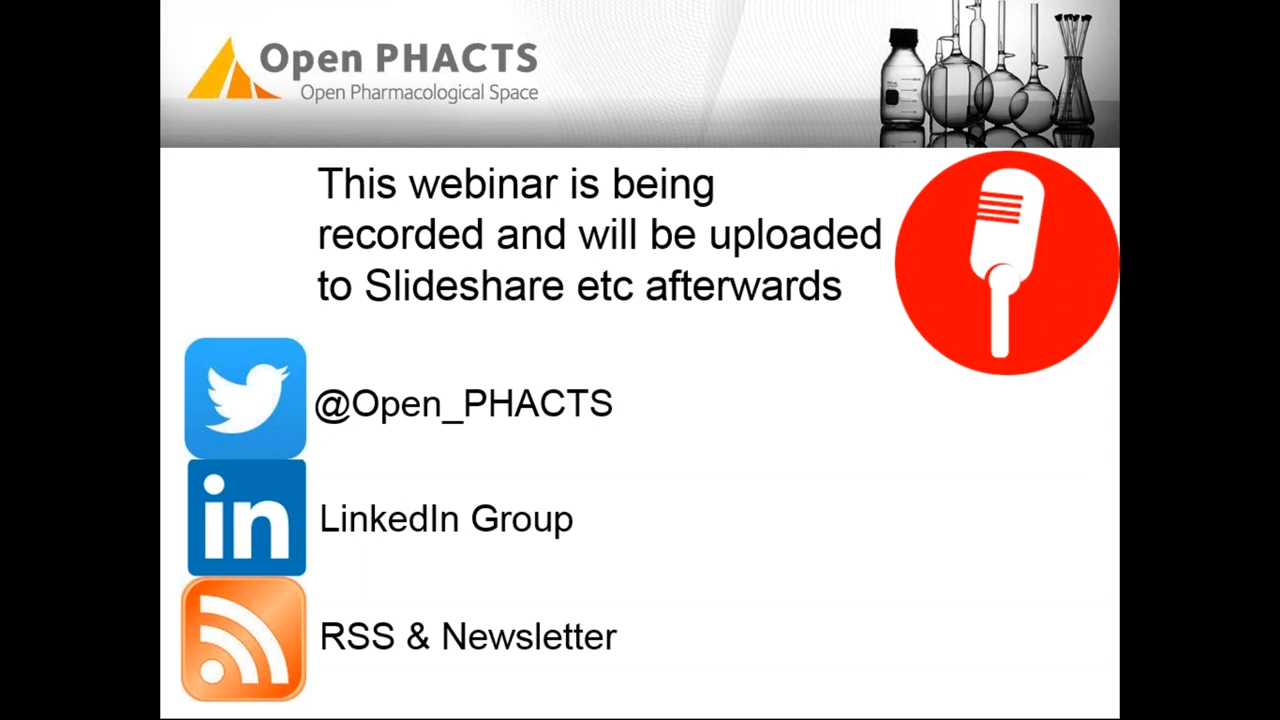 Open PHACTS
Open Pharmacological Space
This webinar is being
recorded and will be uploaded
to Slideshare etc afterwards
@Open_PHACTS
in LinkedIn Group
RSS & Newsletter